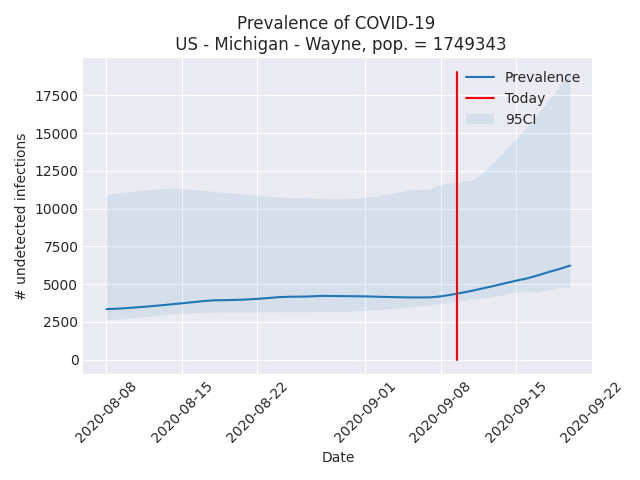 Prevalence of COVID-19
US - Michigan - Wayne, pop. = 1749343
Prevalence
Today
95CI
17500
15000
12500
10000
7500
5000
2500
0
# undetected infections
2020-08-08
2020-08-15
2020-08-22
2020-09-01
2020-09-08
2020-09-15
2020-09-22
Date